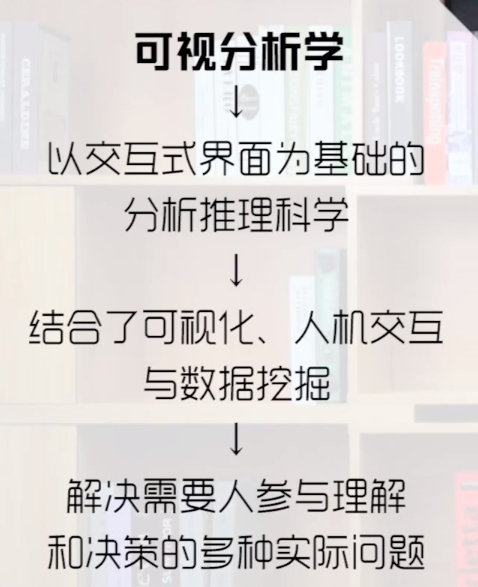 可视分析学
↓
以交互式界面为基础的
分析推理科学
↓
结合了可视化、人机交互
与数据挖掘
↓
解决需要人参与理解
和决策的多种实际问题